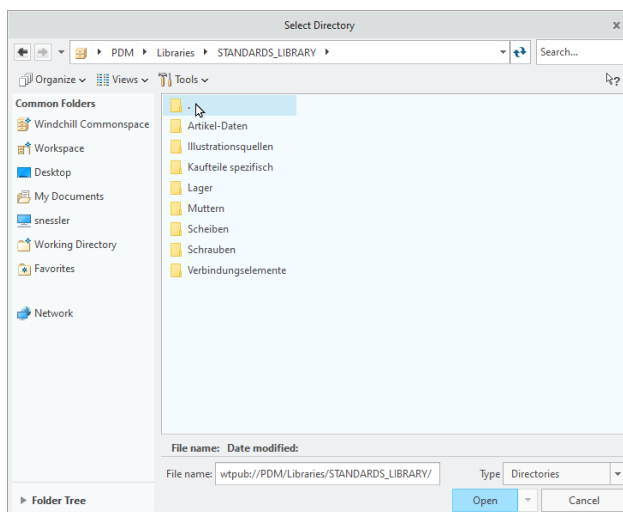 Select Directory
PDM Libraries STANDARDS_LIBRARY Search...
Organize Views Tools
Common Folders
Windchill Commonspace
Workspace
Desktop
My Documents
snessler
Working Directory
Favorites
Network
Folder Tree
.
Artikel-Daten
Illustrationsquellen
Kaufteile spezifisch
Lager
Muttern
Scheiben
Schrauben
Verbindungselemente
File name: Date modified:
File name: wtpub://PDM/Libraries/STANDARDS_LIBRARY/ Type Directories
Open Cancel